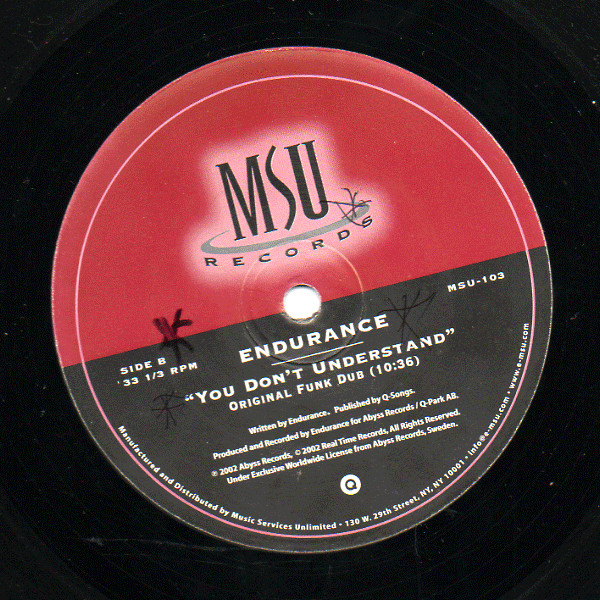 MSU
RECORDS
MSU-103
SIDE B
33 1/3 RPM
ENDURANCE
"YOU DON'T UNDERSTAND"
ORIGINAL FUNK DUB (10:36)
Written by Endurance. Published by Q-Songs.
Produced and Recorded by Endurance for Abyss Records / Q-Park AB.
℗ 2002 Abyss Records, © 2002 Real Time Records, All Rights Reserved.
Under Exclusive Worldwide License from Abyss Records, Sweden.
Q
Manufactured and Distributed by Music Services Unlimited • 130 W. 29th Street, NY, NY 10001 • info@e-msu.com • www.e-msu.com